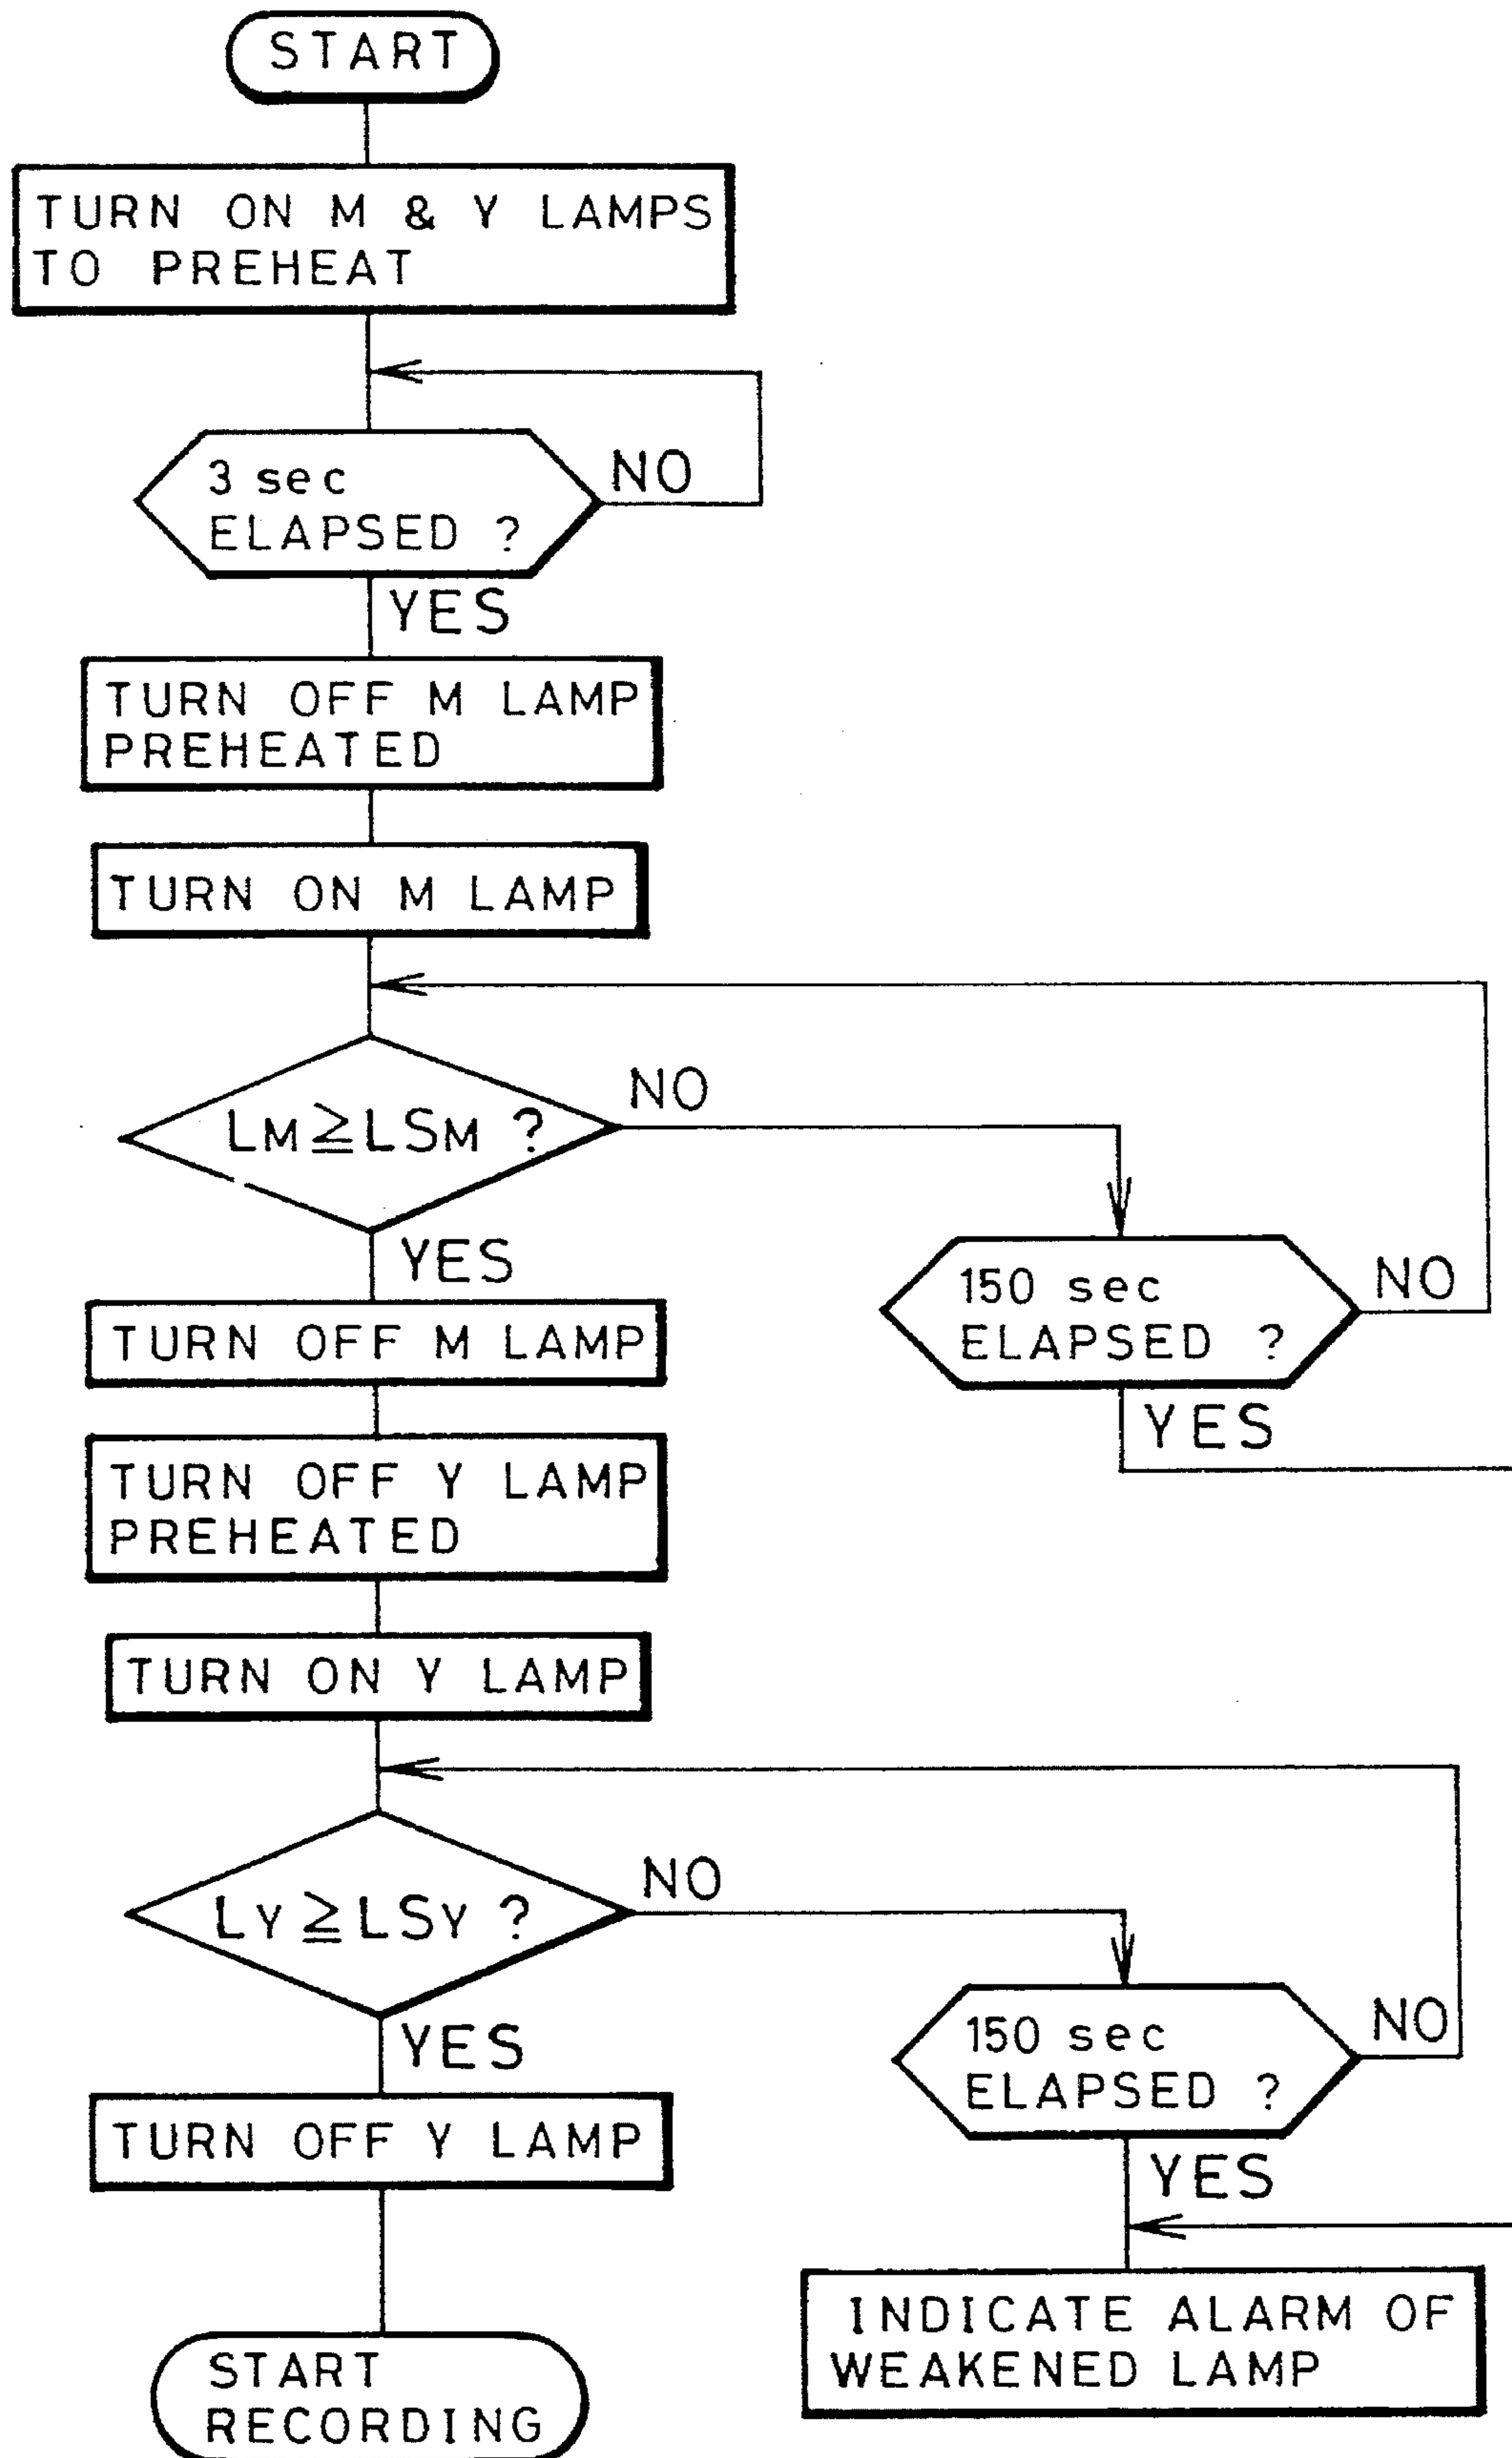 START
TURN ON M & Y LAMPS
TO PREHEAT
3 sec
ELAPSED ?
NO
YES
TURN OFF M LAMP
PREHEATED
TURN ON M LAMP
LM≧LSM ?
NO
YES
150 sec
ELAPSED ?
NO
YES
TURN OFF M LAMP
TURN OFF Y LAMP
PREHEATED
TURN ON Y LAMP
LY≧LSY ?
NO
YES
150 sec
ELAPSED ?
NO
YES
TURN OFF Y LAMP
INDICATE ALARM OF
WEAKENED LAMP
START
RECORDING